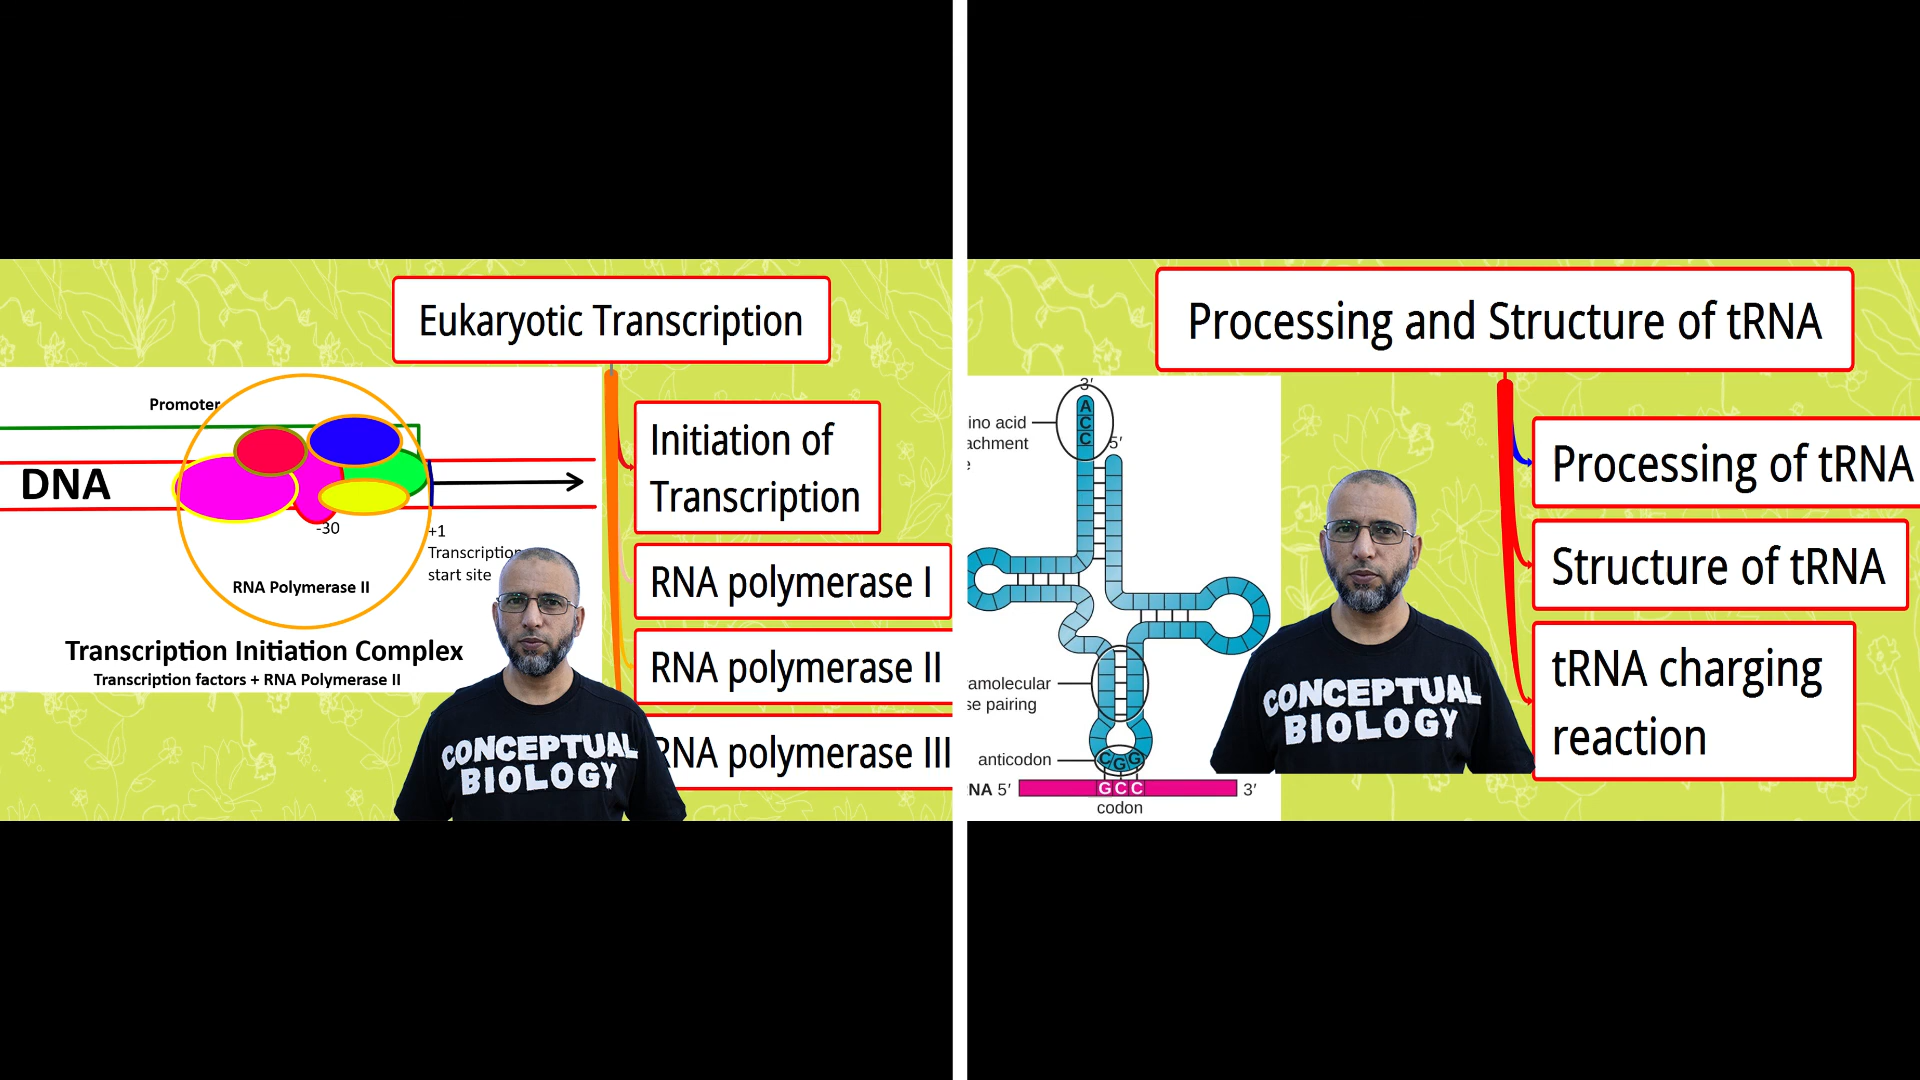 Eukaryotic Transcription
Promoter
DNA
-30
+1
Transcription
start site
RNA Polymerase II
Transcription Initiation Complex
Transcription factors + RNA Polymerase II
Initiation of
Transcription
RNA polymerase I
RNA polymerase II
RNA polymerase III
CONCEPTUAL
BIOLOGY
Processing and Structure of tRNA
3′
A
C
C
5′
ino acid
achment
e
amolecular
se pairing
anticodon
CGG
NA 5′ GCC 3′
codon
Processing of tRNA
Structure of tRNA
tRNA charging
reaction
CONCEPTUAL
BIOLOGY